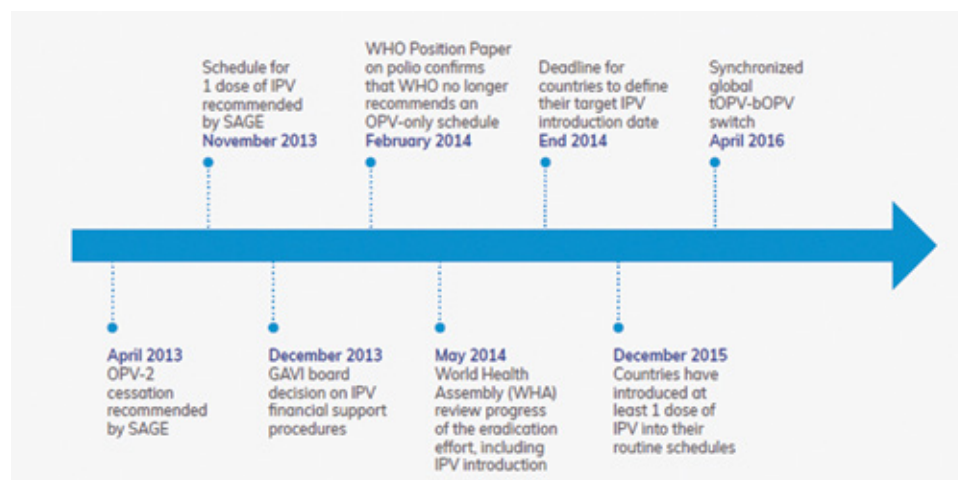 Schedule for
1 dose of IPV
recommended
by SAGE
November 2013
WHO Position Paper
on polio confirms
that WHO no longer
recommends an
OPV-only schedule
February 2014
Deadline for
countries to define
their target IPV
introduction date
End 2014
Synchronized
global
tOPV-bOPV
switch
April 2016
April 2013
OPV-2
cessation
recommended
by SAGE
December 2013
GAVI board
decision on IPV
financial support
procedures
May 2014
World Health
Assembly (WHA)
review progress
of the eradication
effort, including
IPV introduction
December 2015
Countries have
introduced at
least 1 dose of
IPV into their
routine schedules